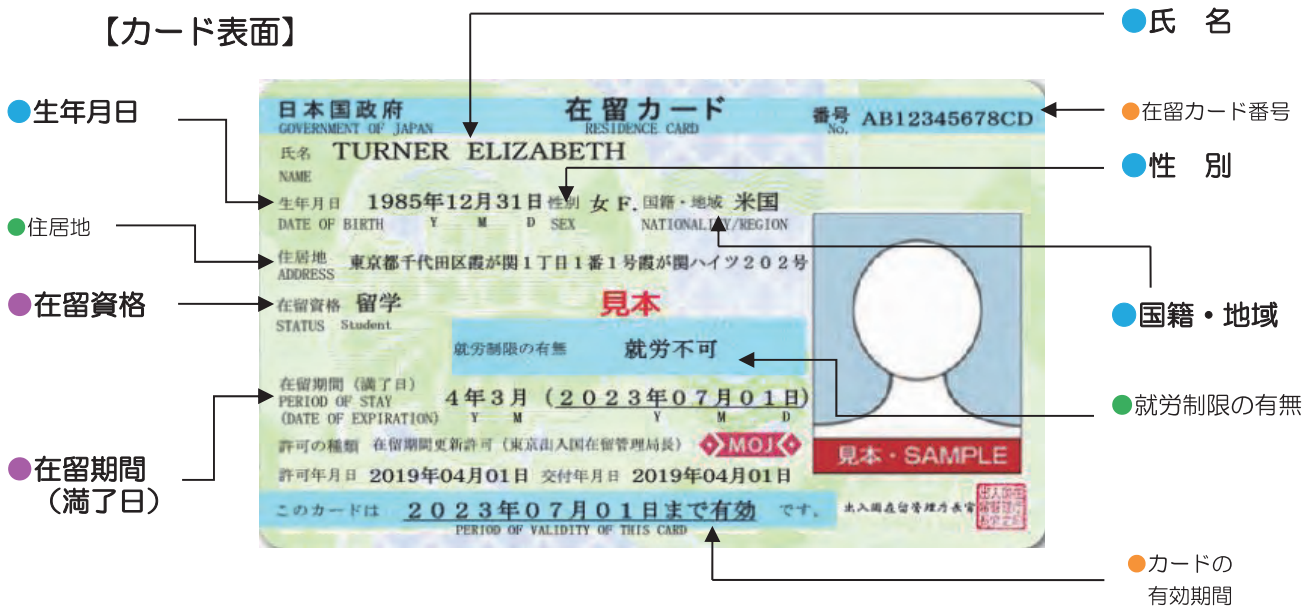 【カード表面】
●氏 名
●生年月日
日本国政府 在留カード 番号 AB12345678CD
GOVERNMENT OF JAPAN RESIDENCE CARD No.
●在留カード番号
氏名 TURNER ELIZABETH
NAME
●性 別
生年月日 1985年12月31日 性別 女 F. 国籍・地域 米国
DATE OF BIRTH Y M D SEX NATIONALITY/REGION
●住居地
住居地 東京都千代田区霞が関1丁目1番1号霞が関ハイツ202号
ADDRESS
●在留資格
在留資格 留学 見本
STATUS Student
●国籍・地域
就労制限の有無 就労不可
在留期間(満了日)
PERIOD OF STAY 4年3月(2023年07月01日)
(DATE OF EXPIRATION) Y M Y M D
●就労制限の有無
許可の種類 在留期間更新許可(東京出入国在留管理局長) MOJ
見本・SAMPLE
●在留期間
(満了日)
許可年月日 2019年04月01日 交付年月日 2019年04月01日
このカードは 2023年07月01日まで有効 です。
PERIOD OF VALIDITY OF THIS CARD
出入国在留管理庁長官
●カードの
有効期間